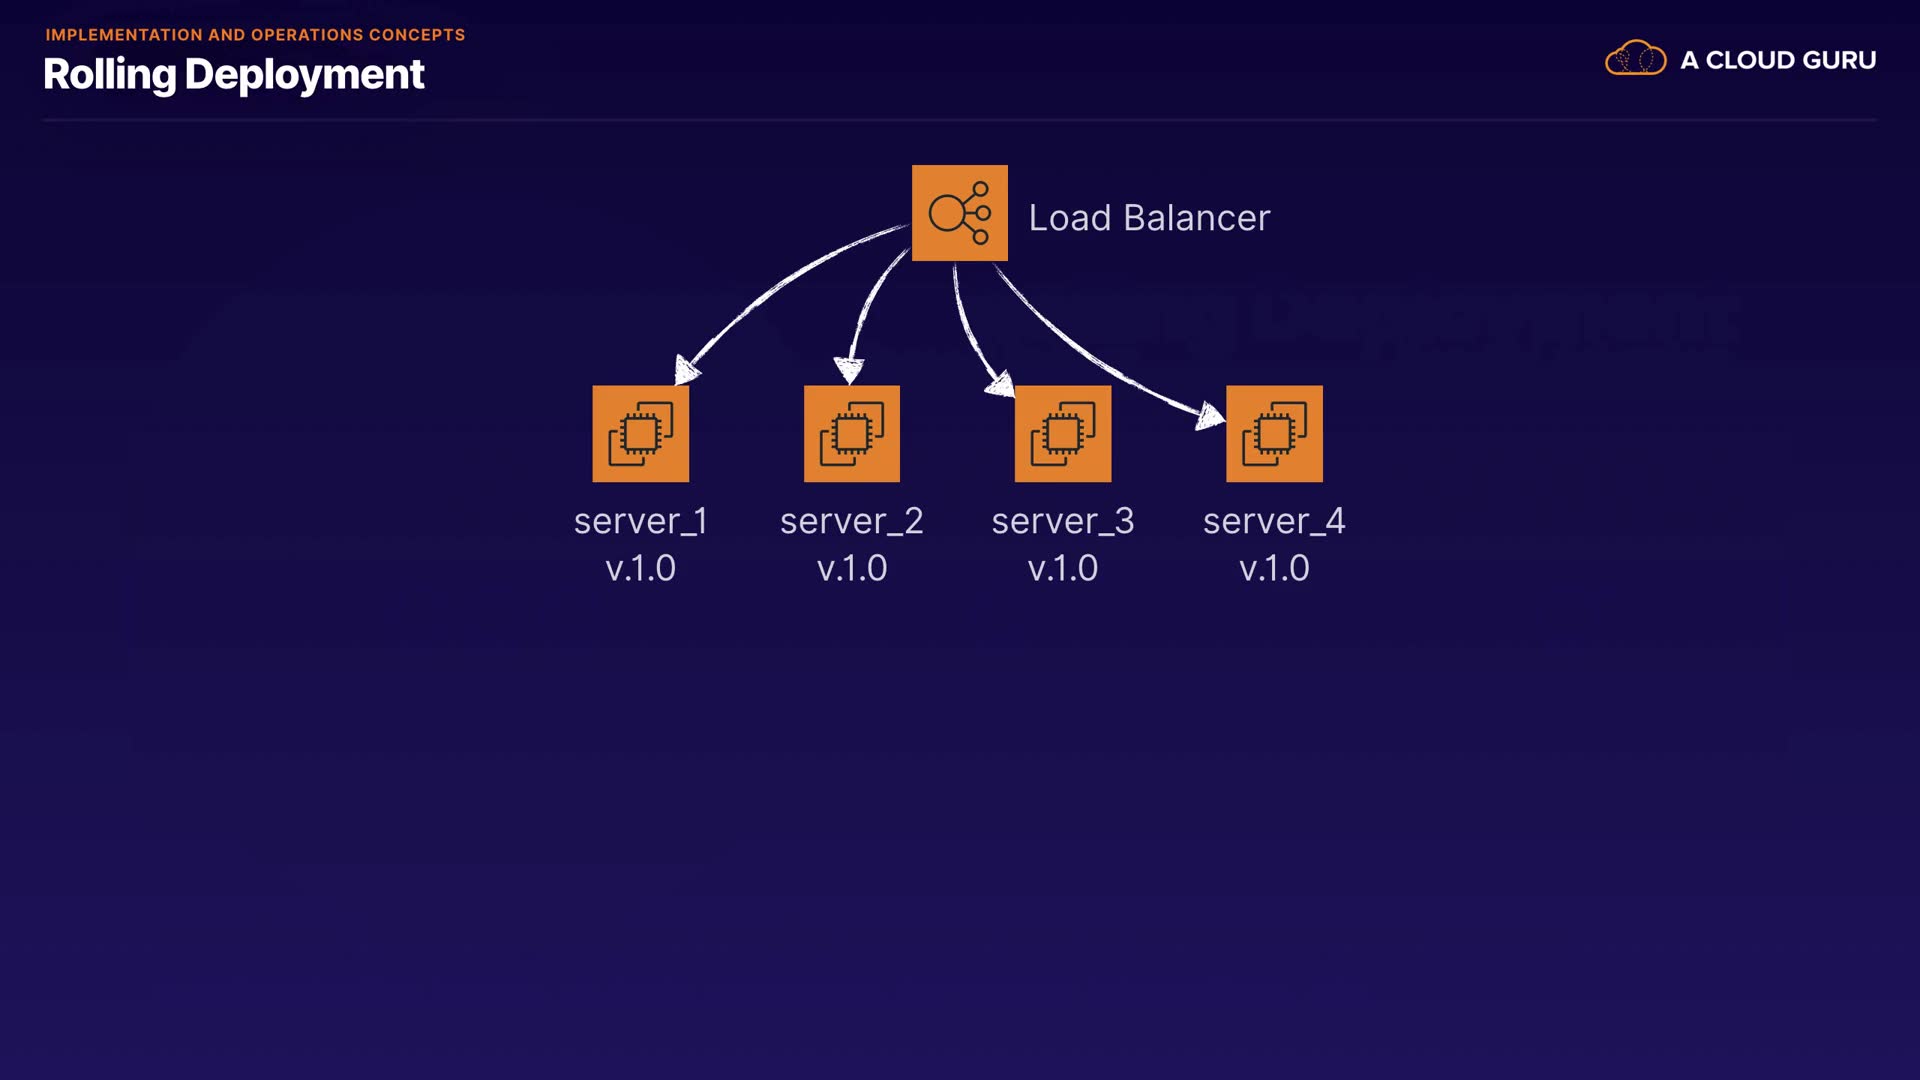 IMPLEMENTATION AND OPERATIONS CONCEPTS
Rolling Deployment
A CLOUD GURU
Load Balancer
server_1
v.1.0
server_2
v.1.0
server_3
v.1.0
server_4
v.1.0